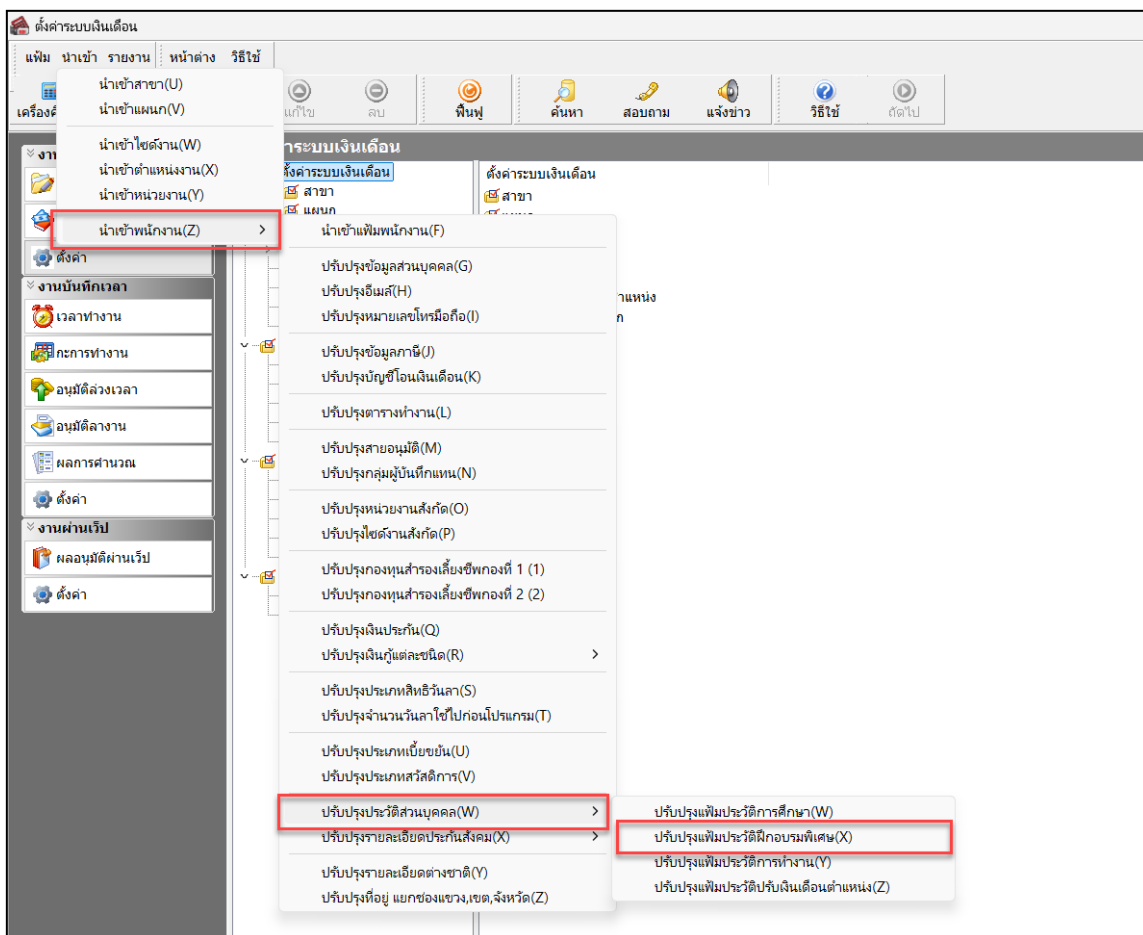 ตั้งค่าระบบเงินเดือน
แฟ้ม นำเข้า รายงาน หน้าต่าง วิธีใช้
แก้ไข ลบ ฟื้นฟู ค้นหา สอบถาม แจ้งข่าว วิธีใช้ ถัดไป
นำเข้าสาขา(U)
นำเข้าแผนก(V)
นำเข้าไซด์งาน(W)
นำเข้าตำแหน่งงาน(X)
นำเข้าหน่วยงาน(Y)
นำเข้าพนักงาน(Z)
ระบบเงินเดือน
ตั้งค่าระบบเงินเดือน
สาขา
แผนก
ตั้งค่าระบบเงินเดือน
สาขา
ตั้งค่า
งานบันทึกเวลา
เวลาทำงาน
กะการทำงาน
อนุมัติล่วงเวลา
อนุมัติลางาน
ผลการคำนวณ
ตั้งค่า
งานผ่านเว็ป
ผลอนุมัติผ่านเว็ป
ตั้งค่า
นำเข้าแฟ้มพนักงาน(F)
ปรับปรุงข้อมูลส่วนบุคคล(G)
ปรับปรุงอีเมล์(H)
ปรับปรุงหมายเลขโทรมือถือ(I)
ปรับปรุงข้อมูลภาษี(J)
ปรับปรุงบัญชีโอนเงินเดือน(K)
ปรับปรุงตารางทำงาน(L)
ปรับปรุงสายอนุมัติ(M)
ปรับปรุงกลุ่มผู้บันทึกแทน(N)
ปรับปรุงหน่วยงานสังกัด(O)
ปรับปรุงไซด์งานสังกัด(P)
ปรับปรุงกองทุนสำรองเลี้ยงชีพกองที่ 1 (1)
ปรับปรุงกองทุนสำรองเลี้ยงชีพกองที่ 2 (2)
ปรับปรุงเงินประกัน(Q)
ปรับปรุงเงินกู้แต่ละชนิด(R)
ปรับปรุงประเภทสิทธิวันลา(S)
ปรับปรุงจำนวนวันลาใช้ไปก่อนโปรแกรม(T)
ปรับปรุงประเภทเบี้ยขยัน(U)
ปรับปรุงประเภทสวัสดิการ(V)
ปรับปรุงประวัติส่วนบุคคล(W)
ปรับปรุงรายละเอียดประกันสังคม(X)
ปรับปรุงรายละเอียดต่างชาติ(Y)
ปรับปรุงที่อยู่ แยกช่องแขวง,เขต,จังหวัด(Z)
ปรับปรุงแฟ้มประวัติการศึกษา(W)
ปรับปรุงแฟ้มประวัติฝึกอบรมพิเศษ(X)
ปรับปรุงแฟ้มประวัติการทำงาน(Y)
ปรับปรุงแฟ้มประวัติปรับเงินเดือนตำแหน่ง(Z)